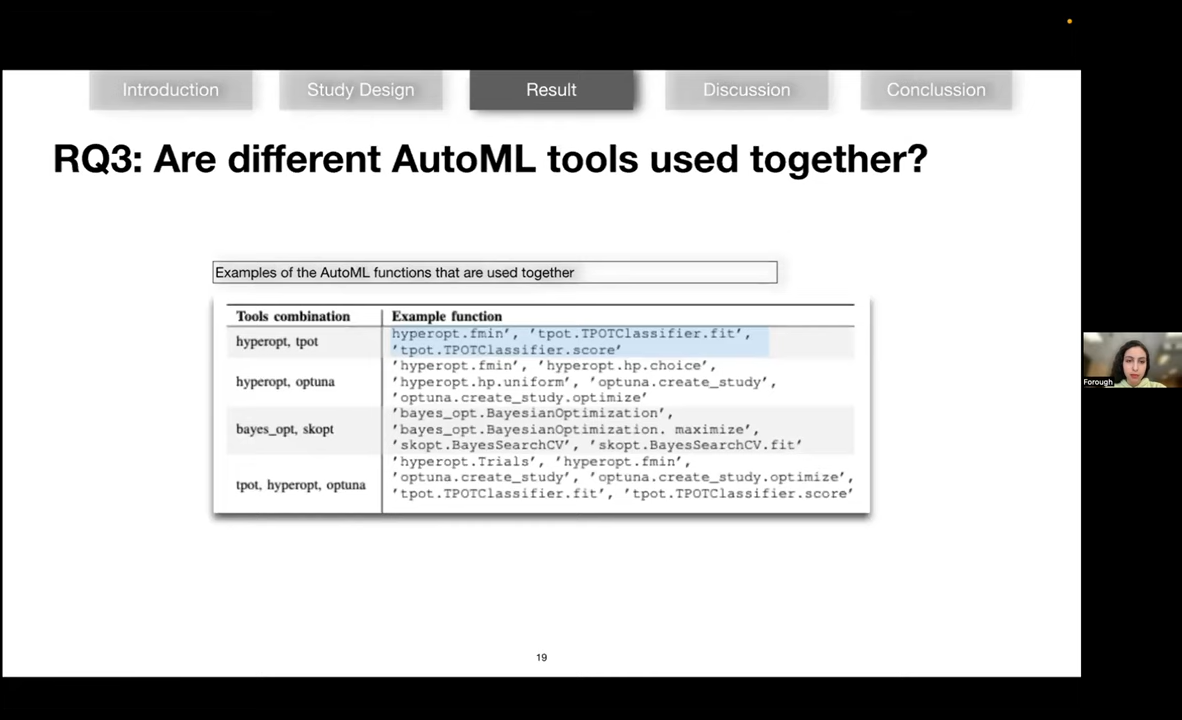 Introduction
Study Design
Result
Discussion
Conclussion
RQ3: Are different AutoML tools used together?
Examples of the AutoML functions that are used together
Tools combination
Example function
hyperopt, tpot
hyperopt.fmin', 'tpot.TPOTClassifier.fit',
'tpot.TPOTClassifier.score'
hyperopt, optuna
'hyperopt.fmin', 'hyperopt.hp.choice',
'hyperopt.hp.uniform', 'optuna.create_study',
'optuna.create_study.optimize'
bayes_opt, skopt
'bayes_opt.BayesianOptimization',
'bayes_opt.BayesianOptimization. maximize',
'skopt.BayesSearchCV', 'skopt.BayesSearchCV.fit'
tpot, hyperopt, optuna
'hyperopt.Trials', 'hyperopt.fmin',
'optuna.create_study', 'optuna.create_study.optimize',
'tpot.TPOTClassifier.fit', 'tpot.TPOTClassifier.score'
Forough
19